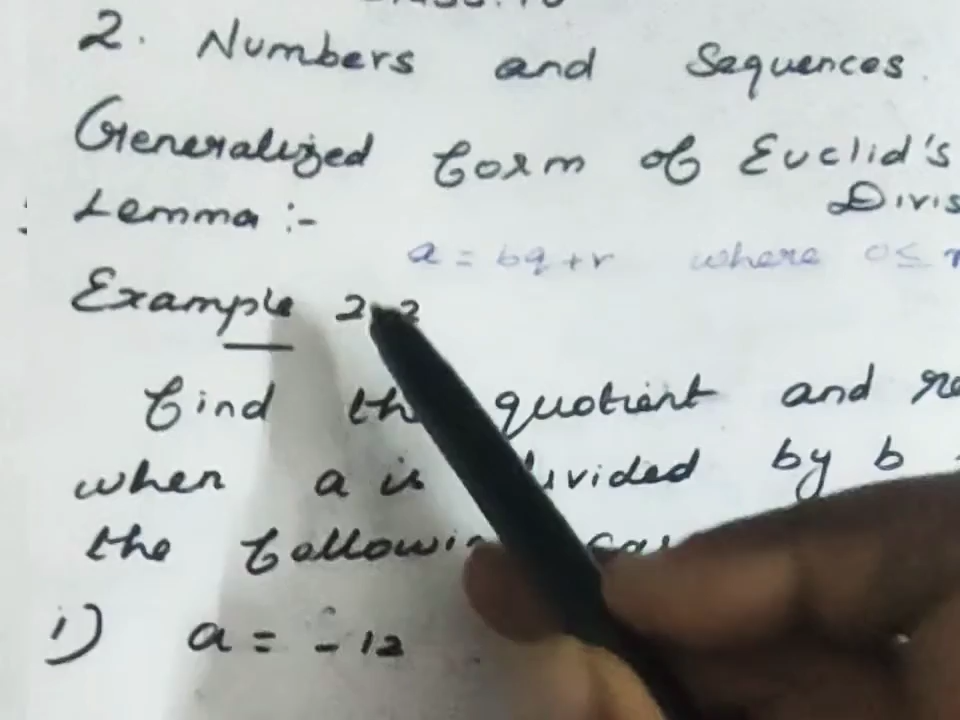 2. Numbers and Sequences.
Generalized form of Euclid's
Lemma :- Divis
a = bq + r where 0 ≤ r
Example 2.2
find the quotient and re
when a is divided by b
the following
i) a = -12